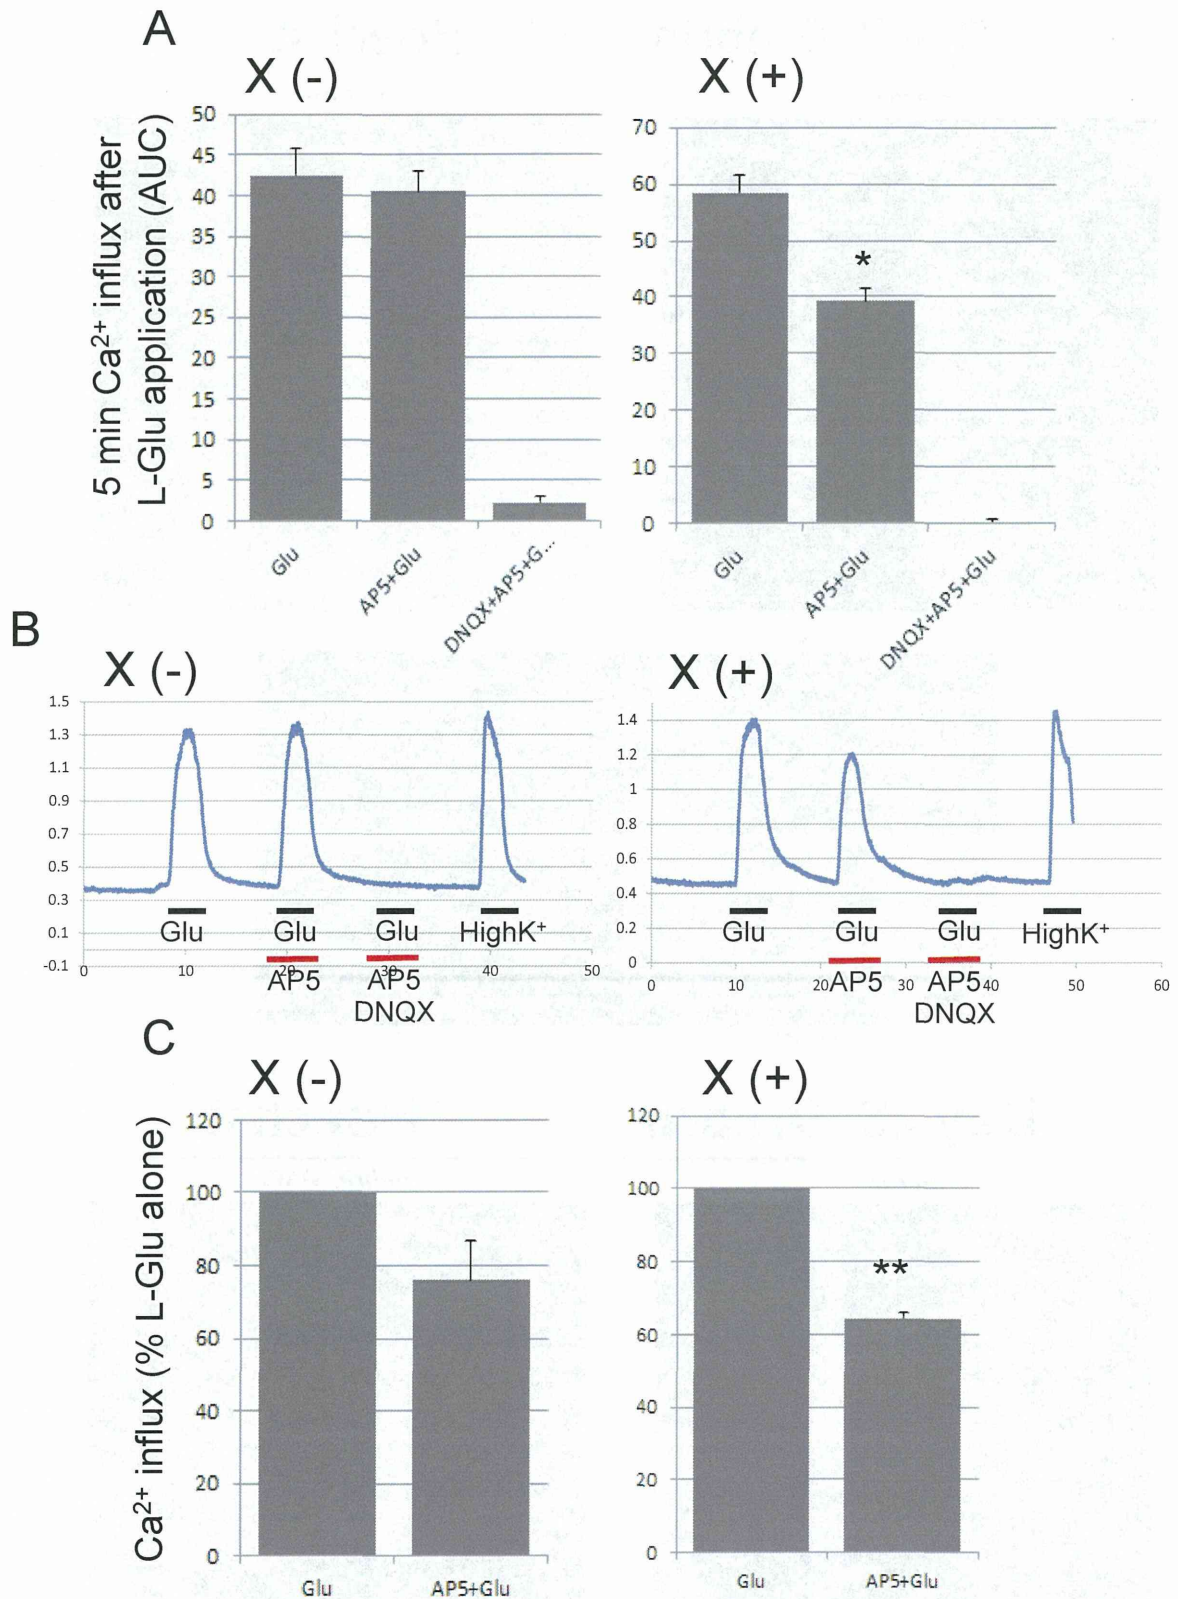 A
X (-)
X (+)
5 min Ca²⁺ influx after
L-Glu application (AUC)
50
45
40
35
30
25
20
15
10
5
0
Glu
AP5+Glu
DNQX+AP5+G...
70
60
50
40
30
20
10
0
*
Glu
AP5+Glu
DNQX+AP5+Glu
B
X (-)
X (+)
1.5
1.3
1.1
0.9
0.7
0.5
0.3
0.1
-0.1
Glu
Glu
Glu
HighK⁺
0
10
20
30
40
50
AP5
AP5
DNQX
1.4
1.2
1
0.8
0.6
0.4
0.2
0
Glu
Glu
Glu
HighK⁺
0
10
20
30
40
50
60
AP5
AP5
DNQX
C
X (-)
X (+)
Ca²⁺ influx (% L-Glu alone)
120
100
80
60
40
20
0
Glu
AP5+Glu
120
100
80
60
40
20
0
**
Glu
AP5+Glu